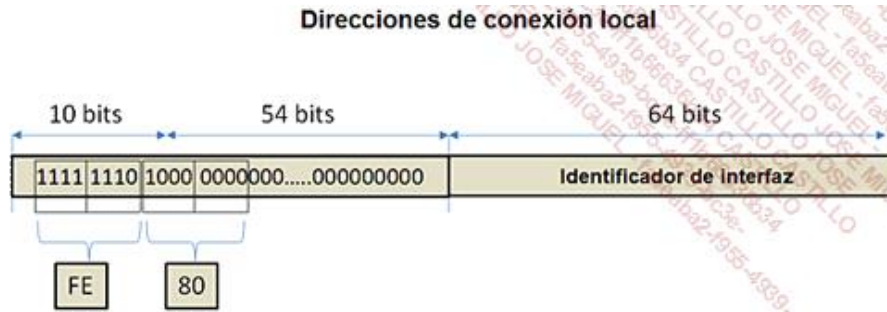 Direcciones de conexión local
10 bits 54 bits 64 bits
1111 1110 1000 0000000.....000000000 Identificador de interfaz
FE 80